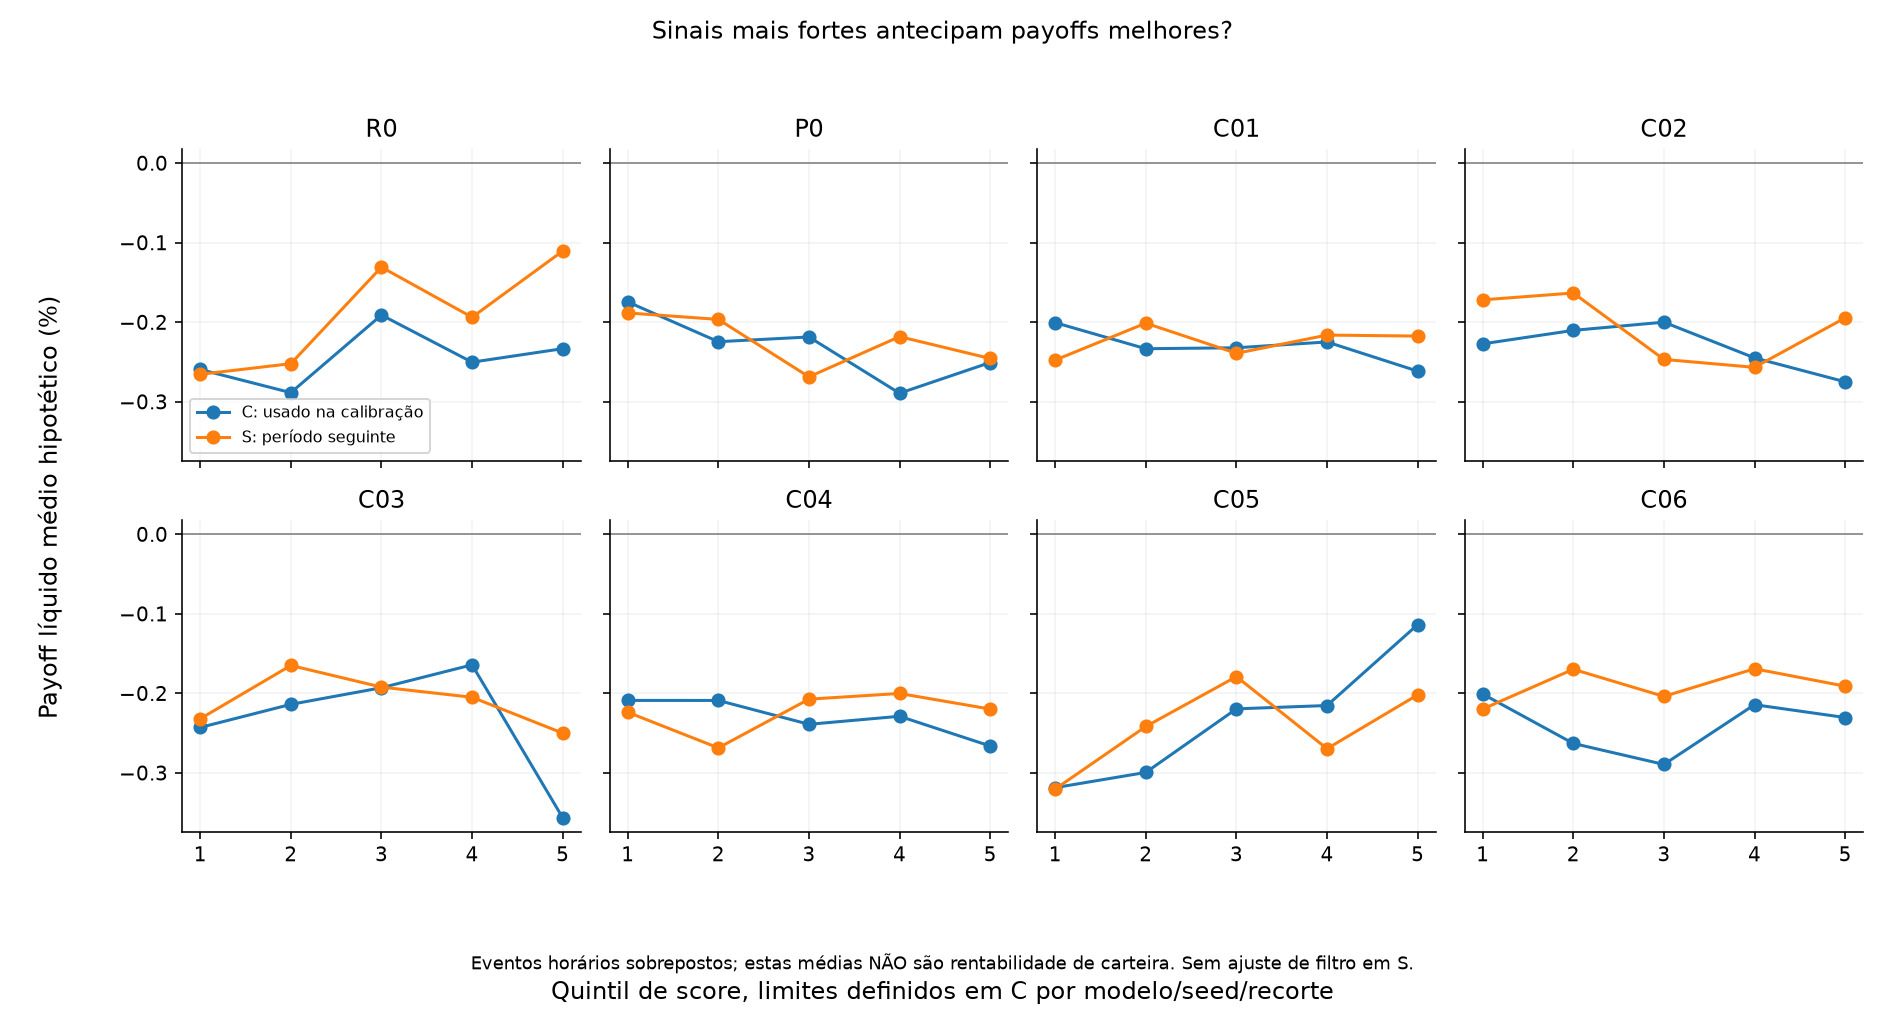 Sinais mais fortes antecipam payoffs melhores?
R0
P0
C01
C02
0.0
−0.1
−0.2
−0.3
C: usado na calibração
S: período seguinte
Payoff líquido médio hipotético (%)
C03
C04
C05
C06
0.0
−0.1
−0.2
−0.3
1 2 3 4 5
1 2 3 4 5
1 2 3 4 5
1 2 3 4 5
Eventos horários sobrepostos; estas médias NÃO são rentabilidade de carteira. Sem ajuste de filtro em S.
Quintil de score, limites definidos em C por modelo/seed/recorte